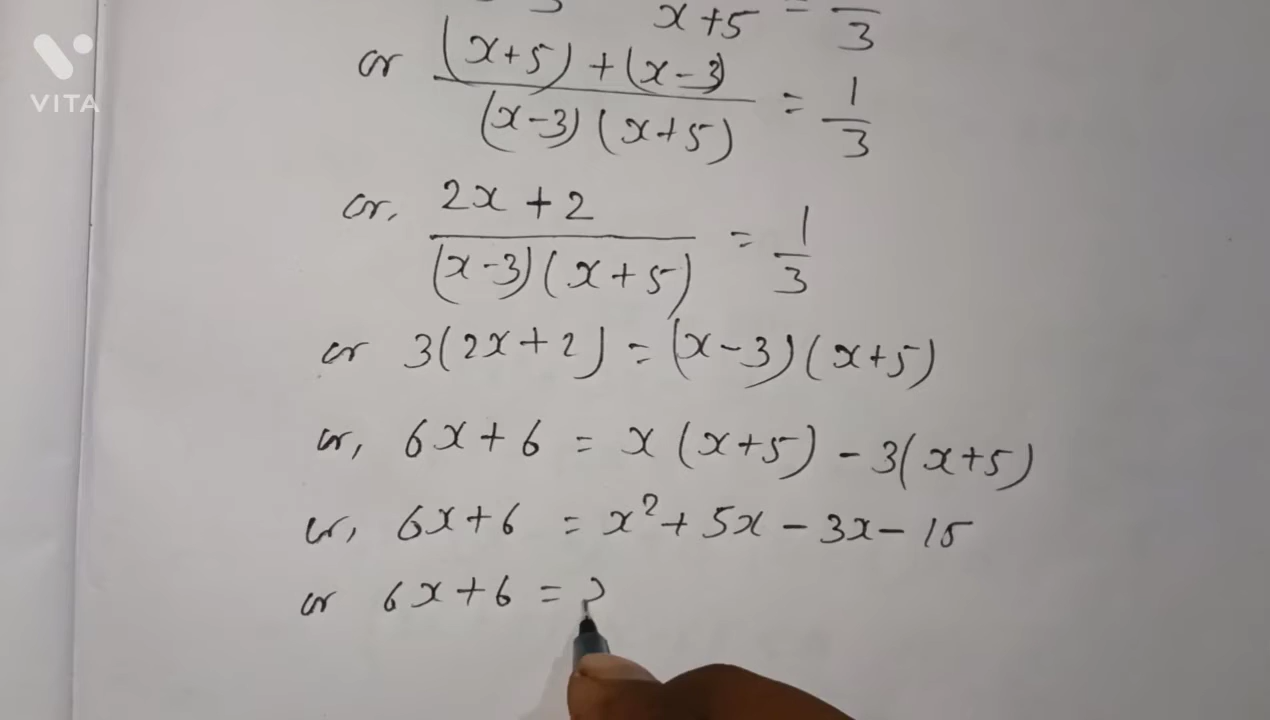 VITA
x+5 = /3
or ((x+5)+(x-3))/((x-3)(x+5)) = 1/3
or, (2x+2)/((x-3)(x+5)) = 1/3
or 3(2x+2) = (x-3)(x+5)
or, 6x+6 = x(x+5)-3(x+5)
or, 6x+6 = x²+5x-3x-15
or 6x+6 =